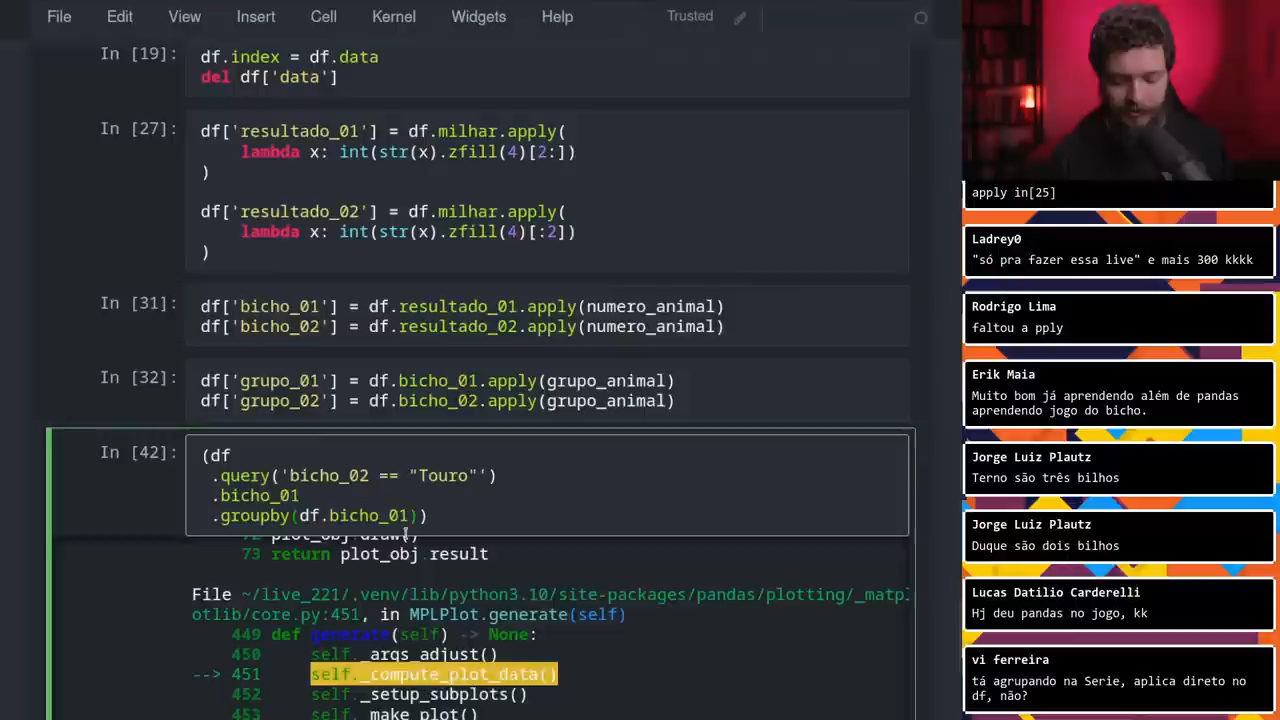 File Edit View Insert Cell Kernel Widgets Help Trusted
In [19]: df.index = df.data
del df['data']
In [27]: df['resultado_01'] = df.milhar.apply(
lambda x: int(str(x).zfill(4)[2:])
)
df['resultado_02'] = df.milhar.apply(
lambda x: int(str(x).zfill(4)[:2])
)
In [31]: df['bicho_01'] = df.resultado_01.apply(numero_animal)
df['bicho_02'] = df.resultado_02.apply(numero_animal)
In [32]: df['grupo_01'] = df.bicho_01.apply(grupo_animal)
df['grupo_02'] = df.bicho_02.apply(grupo_animal)
In [42]: (df
.query('bicho_02 == "Touro"')
.bicho_01
.groupby(df.bicho_01))
73 return plot_obj.result
File ~/live_221/.venv/lib/python3.10/site-packages/pandas/plotting/_matpl
otlib/core.py:451, in MPLPlot.generate(self)
449 def generate(self) -> None:
450 self._args_adjust()
--> 451 self._compute_plot_data()
452 self._setup_subplots()
453 self._make_plot()
apply in[25]
Ladrey0
"só pra fazer essa live" e mais 300 kkkk
Rodrigo Lima
faltou a pply
Erik Maia
Muito bom já aprendendo além de pandas
aprendendo jogo do bicho.
Jorge Luiz Plautz
Terno são três bilhos
Jorge Luiz Plautz
Duque são dois bilhos
Lucas Datilio Carderelli
Hj deu pandas no jogo, kk
vi ferreira
tá agrupando na Serie, aplica direto no
df, não?